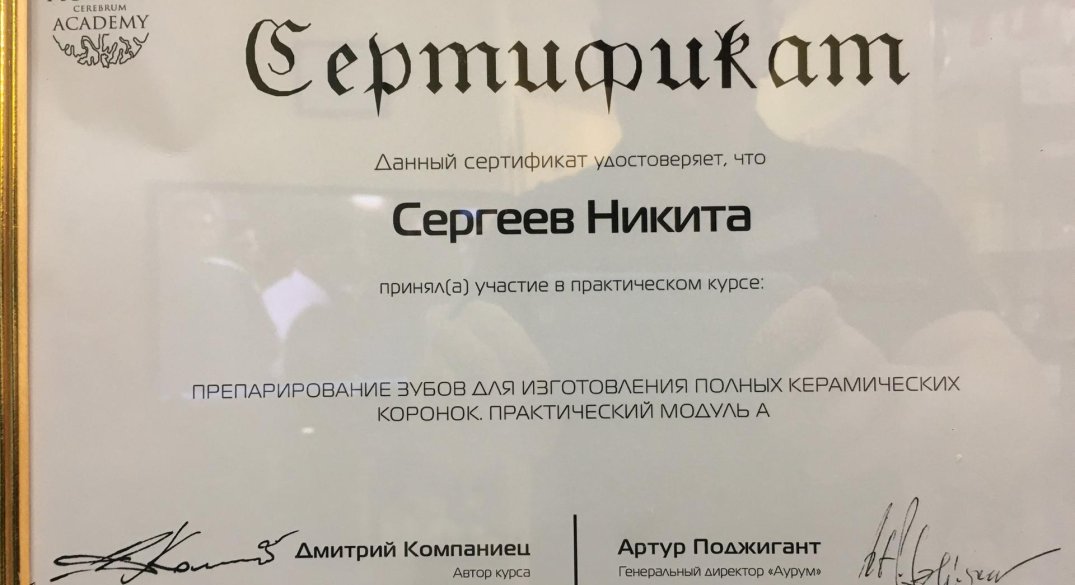 CEREBRUM
ACADEMY
Сертификат
Данный сертификат удостоверяет, что
Сергеев Никита
принял(а) участие в практическом курсе:
ПРЕПАРИРОВАНИЕ ЗУБОВ ДЛЯ ИЗГОТОВЛЕНИЯ ПОЛНЫХ КЕРАМИЧЕСКИХ
КОРОНОК. ПРАКТИЧЕСКИЙ МОДУЛЬ А
Дмитрий Компаниец
Автор курса
Артур Поджигант
Генеральный директор «Аурум»